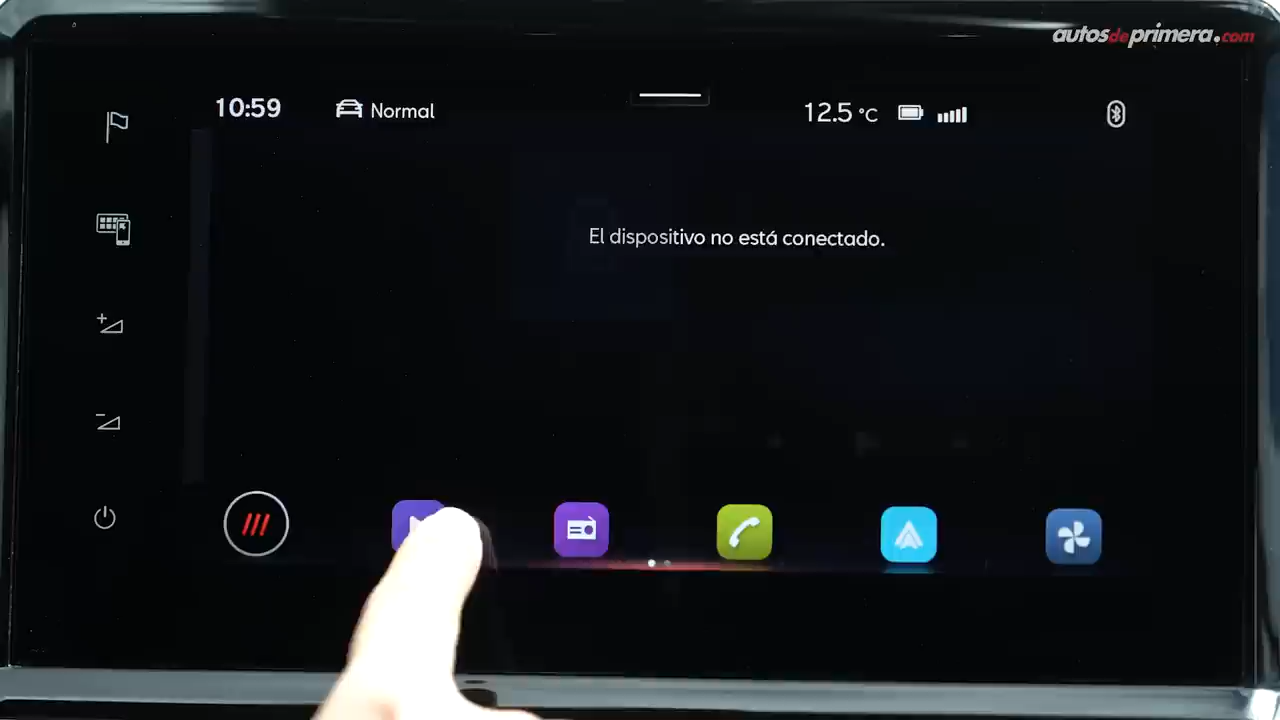 autosdeprimera.com
10:59
Normal
12.5 °C
El dispositivo no está conectado.